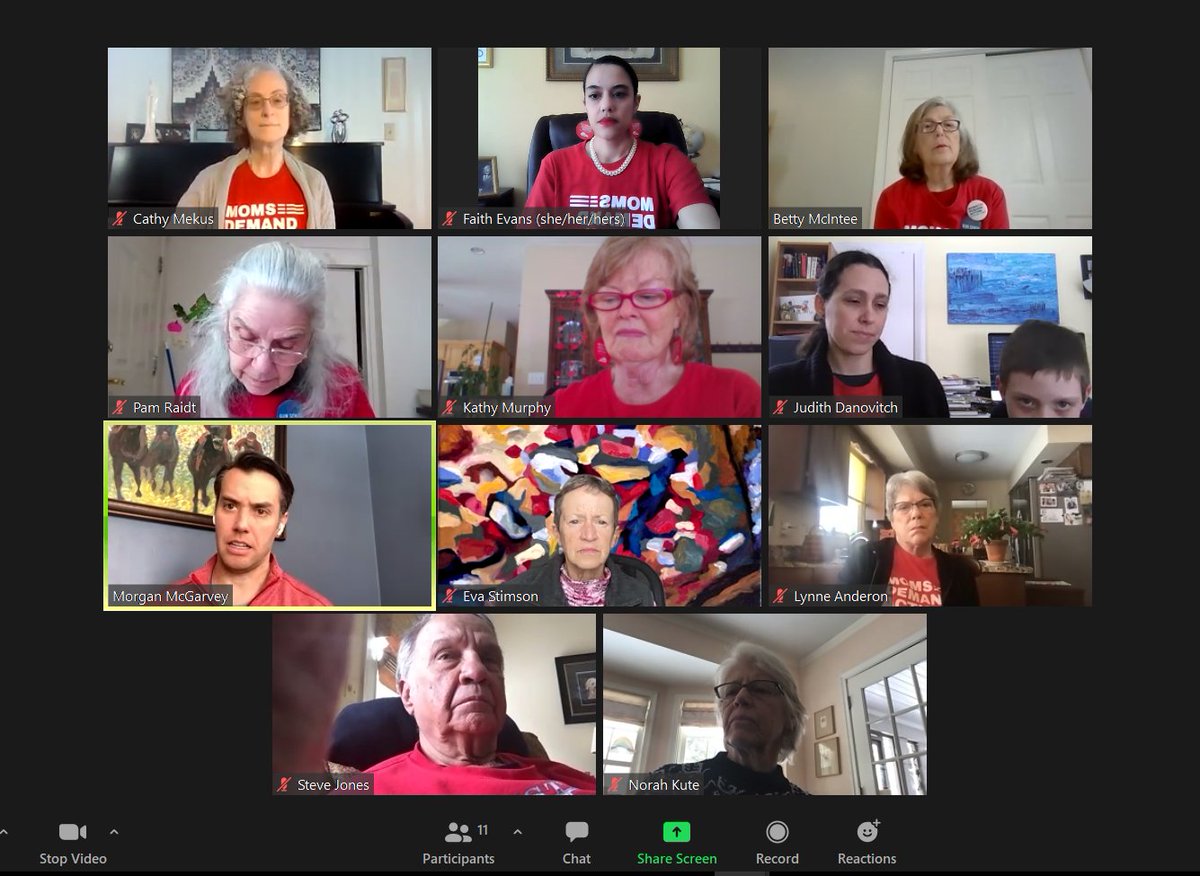 MOMS
DEMAND
Cathy Mekus
MOMS
DEMAND
Faith Evans (she/her/hers)
Betty McIntee
Pam Raidt
Kathy Murphy
Judith Danovitch
Morgan McGarvey
Eva Stimson
MOMS
DEMAND
Lynne Anderon
Steve Jones
Norah Kute
11
Stop Video
Participants
Chat
Share Screen
Record
Reactions